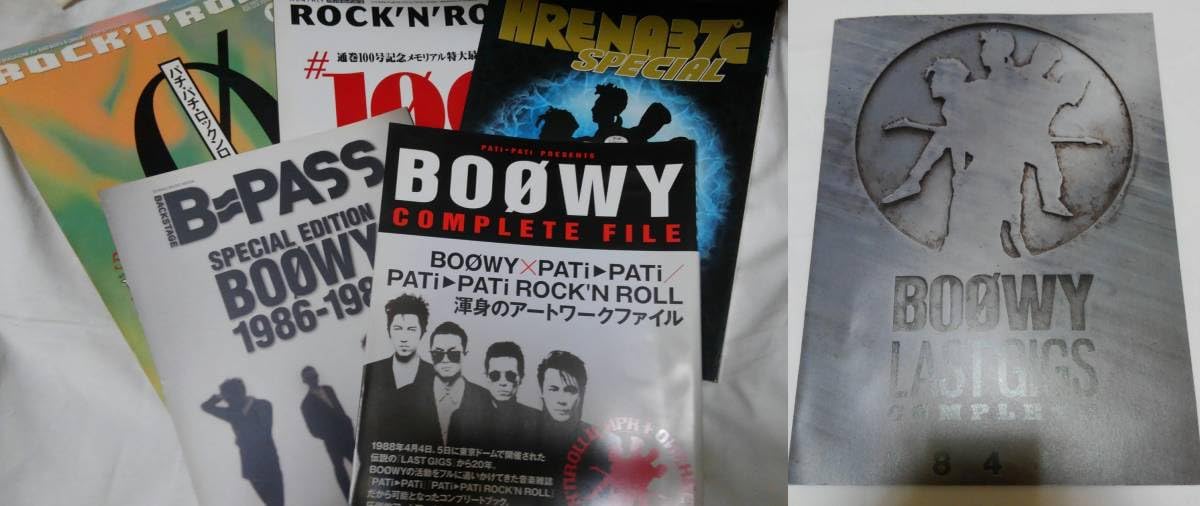 ROCK'N'RO
パチ・パチ・ロックンロ
ROCK'N'RO
#
通巻100号記念メモリアル特大最
100
ARENA37℃
SPECIAL
BACKSTAGE
B≈PASS
SPECIAL EDITION
BOØWY
1986-198
PATi・PATi PRESENTS
BOØWY
COMPLETE FILE
BOØWY×PATi▶PATi/
PATi▶PATi ROCK'N ROLL
渾身のアートワークファイル
1988年4月4日、5日に東京ドームで開催された
伝説の「LAST GIGS」から20年。
BOØWYの活動をフルに追いかけてきた音楽雑誌
「PATi▶PATi」「PATi▶PATi ROCK'N ROLL」
だから可能となったコンプリートブック。
BOØWY
LAST GIGS
COMPLE
8 4